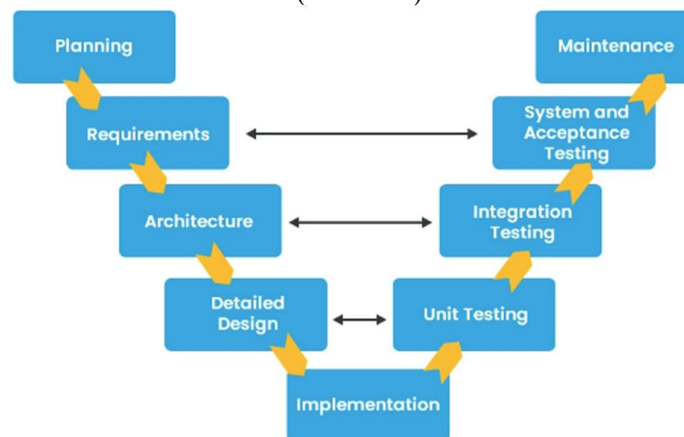 Planning
Maintenance
Requirements
System and
Acceptance
Testing
Architecture
Integration
Testing
Detailed
Design
Unit Testing
Implementation